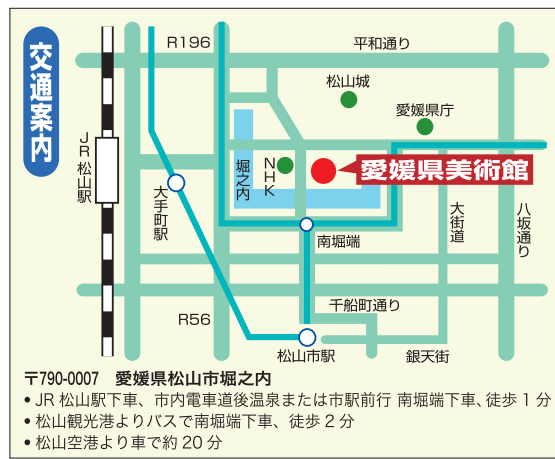 交通案内
R196
平和通り
松山城
愛媛県庁
JR松山駅
大手町駅
堀之内
NHK
愛媛県美術館
大街道
八坂通り
南堀端
千船町通り
R56
松山市駅
銀天街
〒790-0007 愛媛県松山市堀之内
• JR松山駅下車、市内電車道後温泉または市駅前行 南堀端下車、徒歩1分
• 松山観光港よりバスで南堀端下車、徒歩2分
• 松山空港より車で約20分